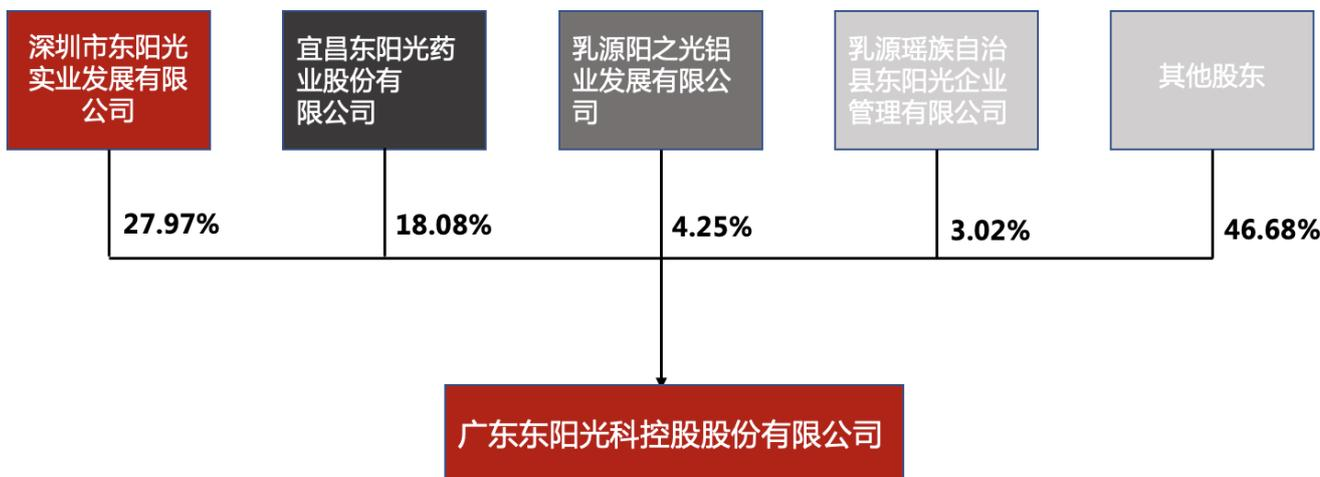 深圳市东阳光
实业发展有限
公司
宜昌东阳光药
业股份有
限公司
乳源阳之光铝
业发展有限公
司
乳源瑶族自治
县东阳光企业
管理有限公司
其他股东
27.97%
18.08%
4.25%
3.02%
46.68%
广东东阳光科控股股份有限公司